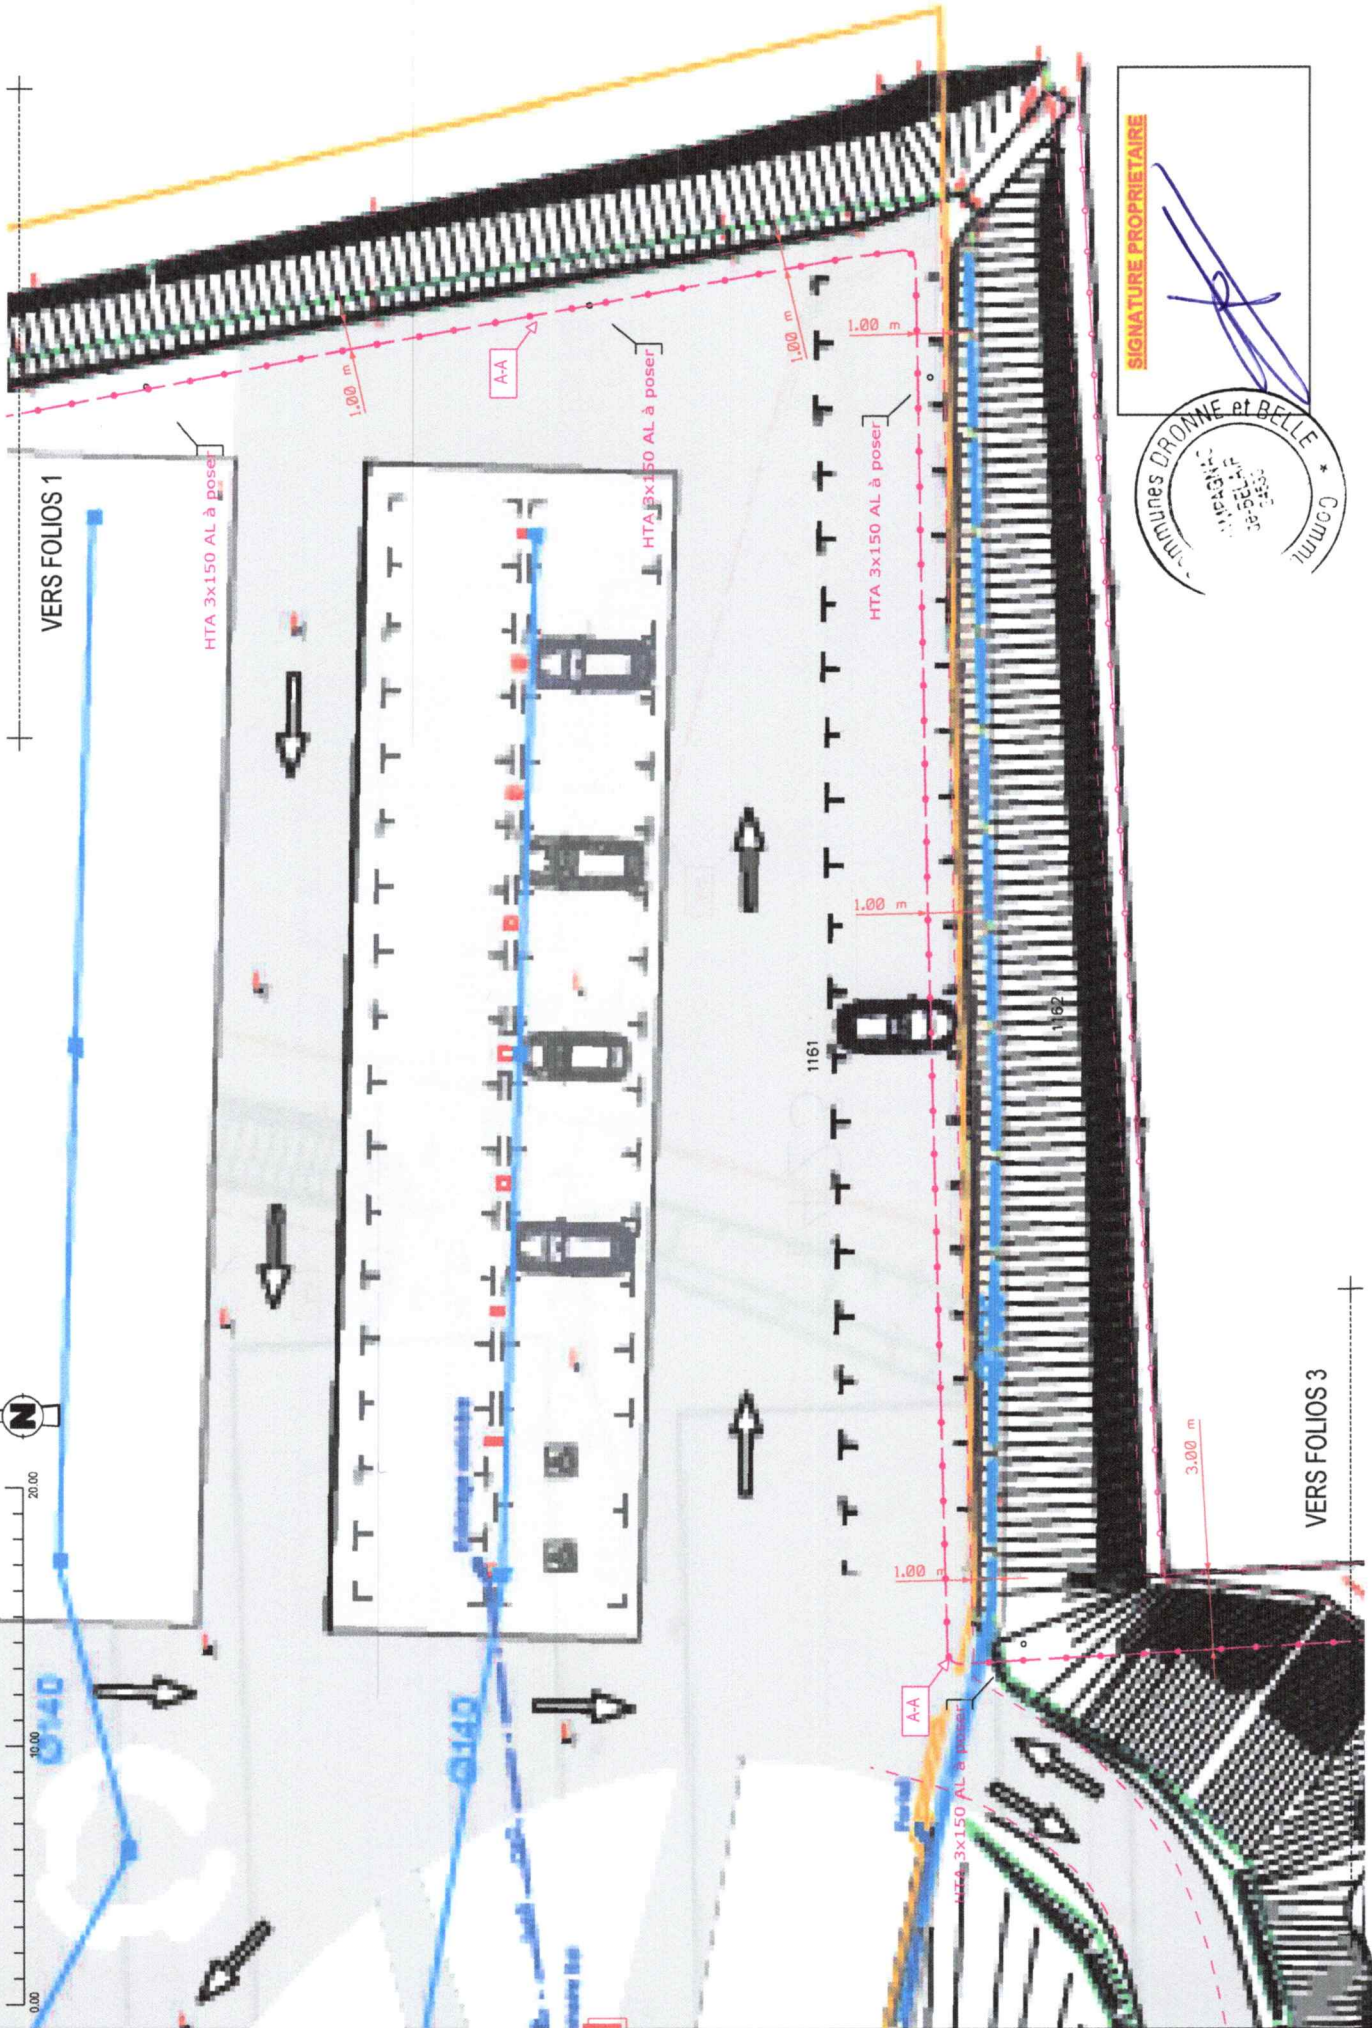 VERS FOLIOS 1
HTA 3x150 AL à poser
1.00 m
A-A
HTA 3x150 AL à poser
1.00 m
1.00 m
HTA 3x150 AL à poser
1.00 m
1161
1162
SIGNATURE PROPRIETAIRE
DRONNE et BELLE * Commu
N
20.00
10.00
0.00
Ø140
Ø140
1.00 m
A-A
HTA 3x150 AL à poser
3.00 m
VERS FOLIOS 3